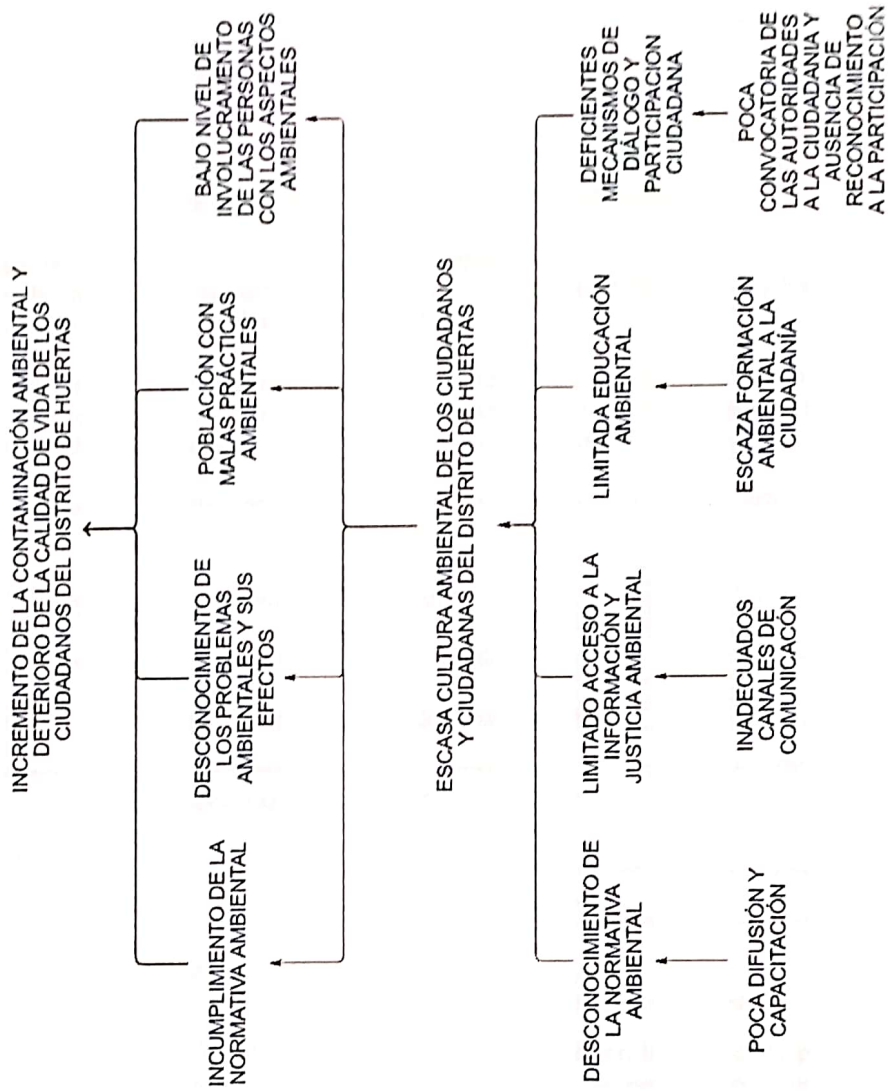 INCREMENTO DE LA CONTAMINACIÓN AMBIENTAL Y
DETERIORO DE LA CALIDAD DE VIDA DE LOS
CIUDADANOS DEL DISTRITO DE HUERTAS
INCUMPLIMIENTO DE LA
NORMATIVA AMBIENTAL
DESCONOCIMIENTO DE
LOS PROBLEMAS
AMBIENTALES Y SUS
EFECTOS
POBLACIÓN CON
MALAS PRÁCTICAS
AMBIENTALES
BAJO NIVEL DE
INVOLUCRAMENTO
DE LAS PERSONAS
CON LOS ASPECTOS
AMBIENTALES
ESCASA CULTURA AMBIENTAL DE LOS CIUDADANOS
Y CIUDADANAS DEL DISTRITO DE HUERTAS
DESCONOCIMIENTO DE
LA NORMATIVA
AMBIENTAL
LIMITADO ACCESO A LA
INFORMACIÓN Y
JUSTICIA AMBIENTAL
LIMITADA EDUCACIÓN
AMBIENTAL
DEFICIENTES
MECANISMOS DE
DIÁLOGO Y
PARTICIPACION
CIUDADANA
POCA DIFUSIÓN Y
CAPACITACIÓN
INADECUADOS
CANALES DE
COMUNICACÓN
ESCAZA FORMACIÓN
AMBIENTAL A LA
CIUDADANÍA
POCA
CONVOCATORIA DE
LAS AUTORIDADES
A LA CIUDADANIA Y
AUSENCIA DE
RECONOCIMIENTO
A LA PARTICIPACIÓN